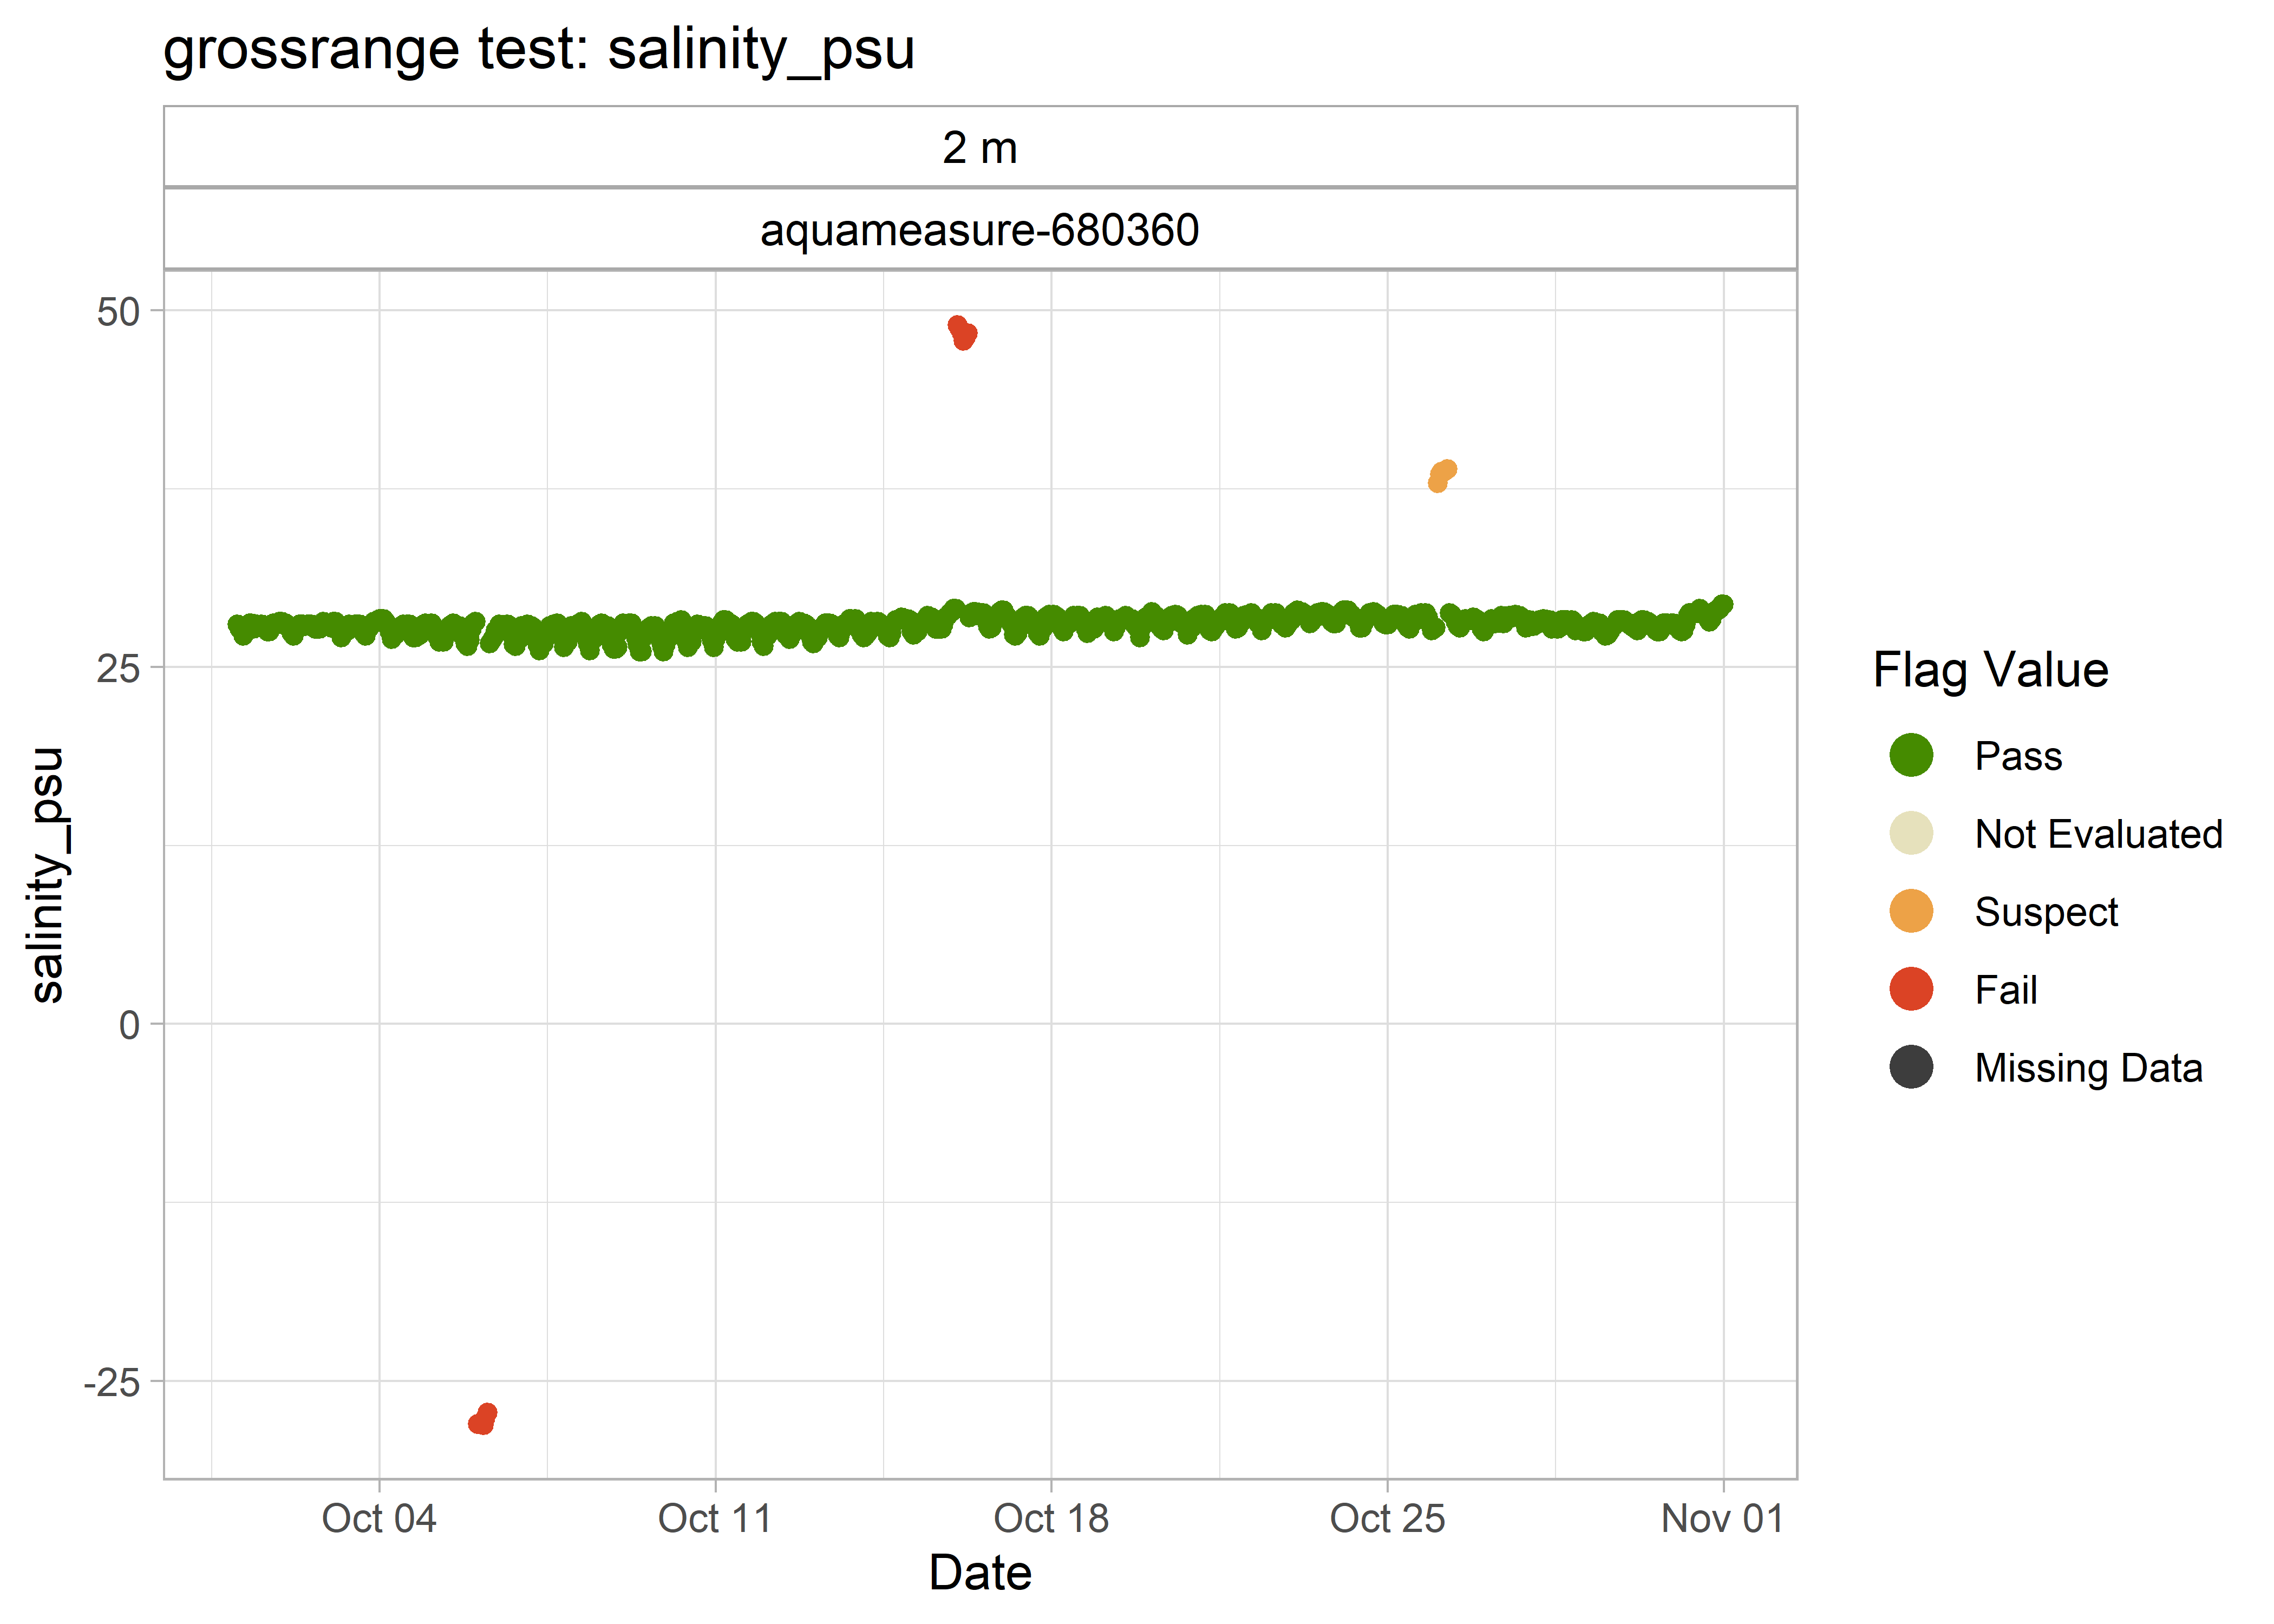 grossrange test: salinity_psu
2 m
aquameasure-680360
50
25
0
-25
salinity_psu
Oct 04
Oct 11
Oct 18
Oct 25
Nov 01
Date
Flag Value
Pass
Not Evaluated
Suspect
Fail
Missing Data